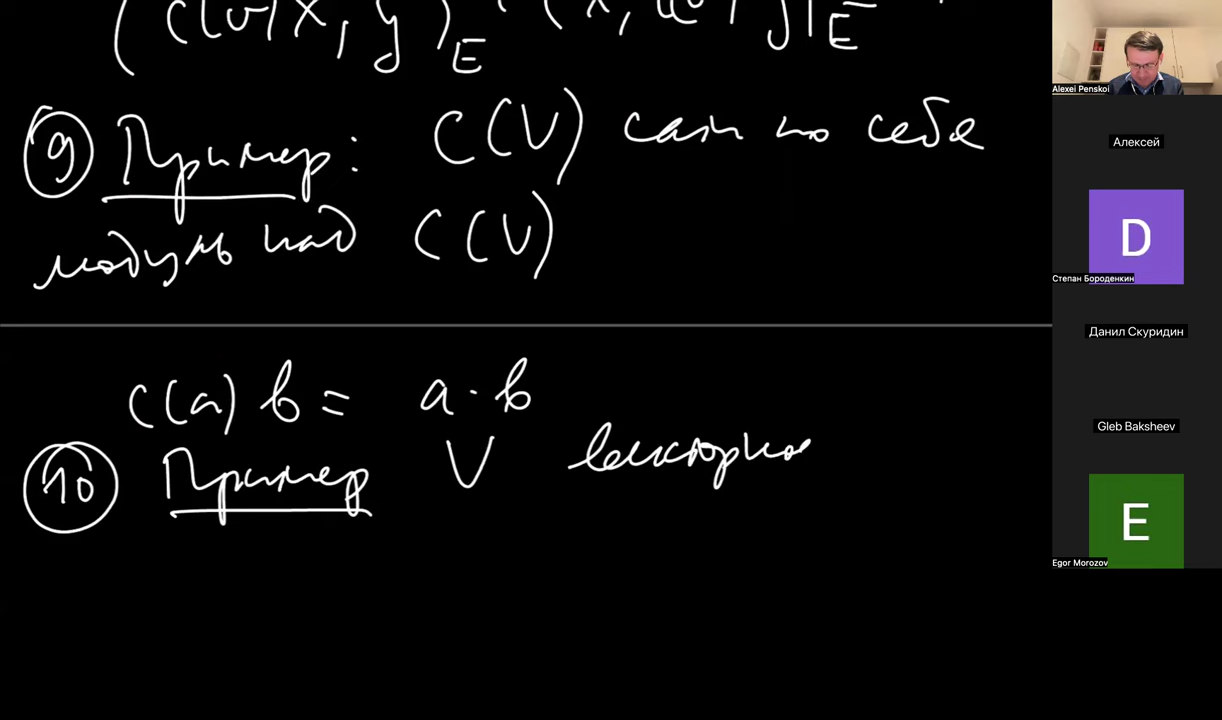 (c(v)x, y)_E
⑨ Пример: C(V) сам по себе
модуль над C(V)
c(a) b = a · b
⑩ Пример V векторное
Alexei Penskoi
Алексей
D
Степан Бороденкин
Данил Скуридин
Gleb Baksheev
E
Egor Morozov